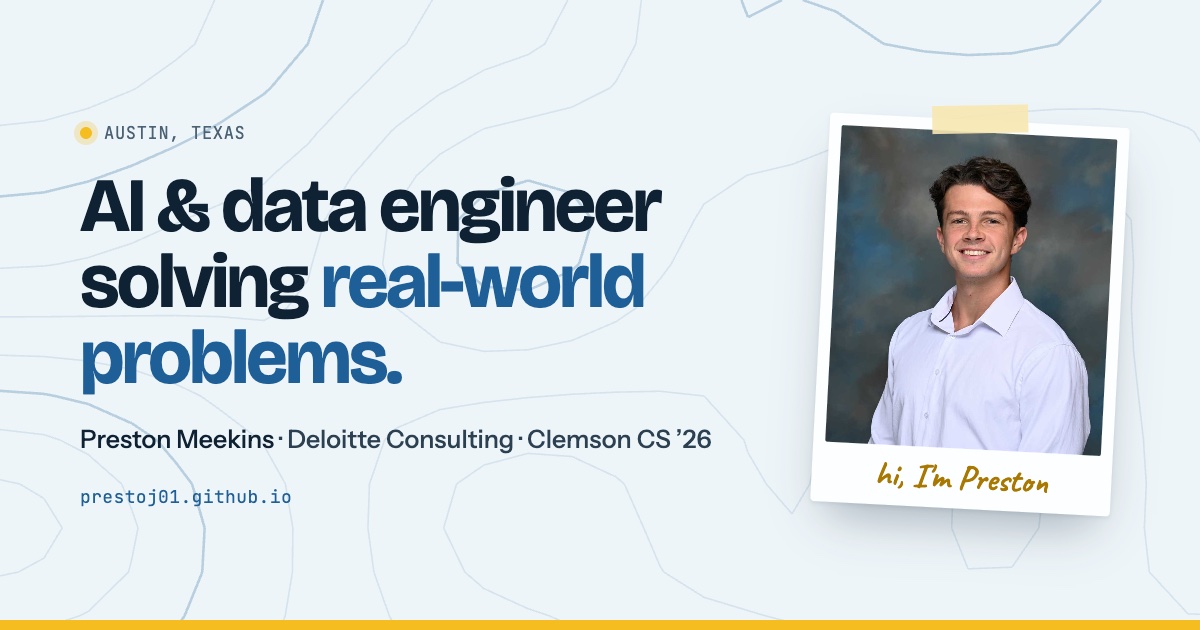 AUSTIN, TEXAS
AI & data engineer
solving real-world
problems.
Preston Meekins · Deloitte Consulting · Clemson CS ’26
prestoj01.github.io
hi, I'm Preston